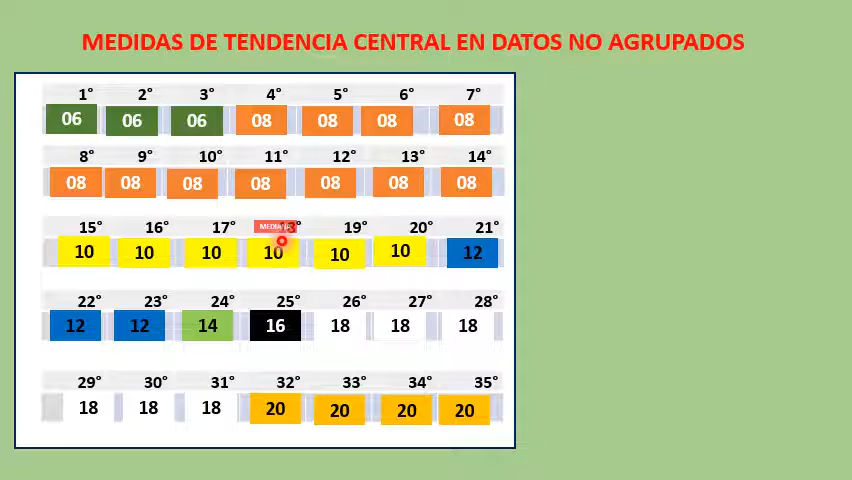 MEDIDAS DE TENDENCIA CENTRAL EN DATOS NO AGRUPADOS
1° 2° 3° 4° 5° 6° 7°
06 06 06 08 08 08 08
8° 9° 10° 11° 12° 13° 14°
08 08 08 08 08 08 08
15° 16° 17° MEDIANA 18° 19° 20° 21°
10 10 10 10 10 10 12
22° 23° 24° 25° 26° 27° 28°
12 12 14 16 18 18 18
29° 30° 31° 32° 33° 34° 35°
18 18 18 20 20 20 20